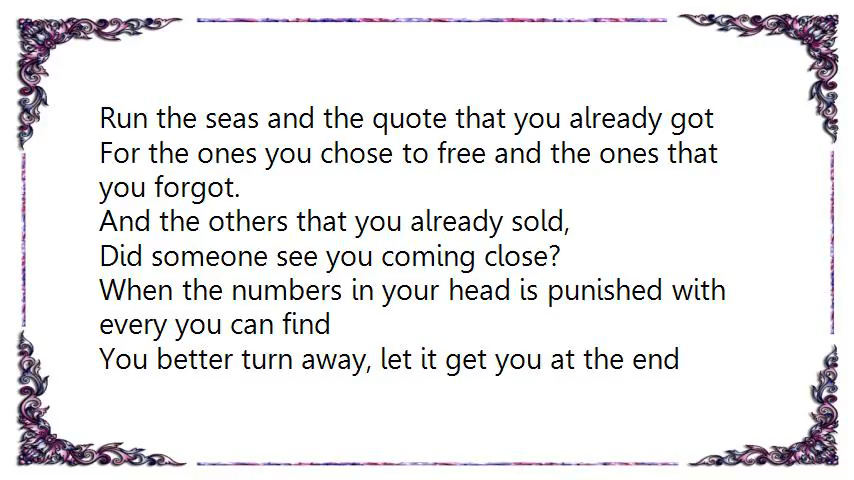 Run the seas and the quote that you already got
For the ones you chose to free and the ones that
you forgot.
And the others that you already sold,
Did someone see you coming close?
When the numbers in your head is punished with
every you can find
You better turn away, let it get you at the end